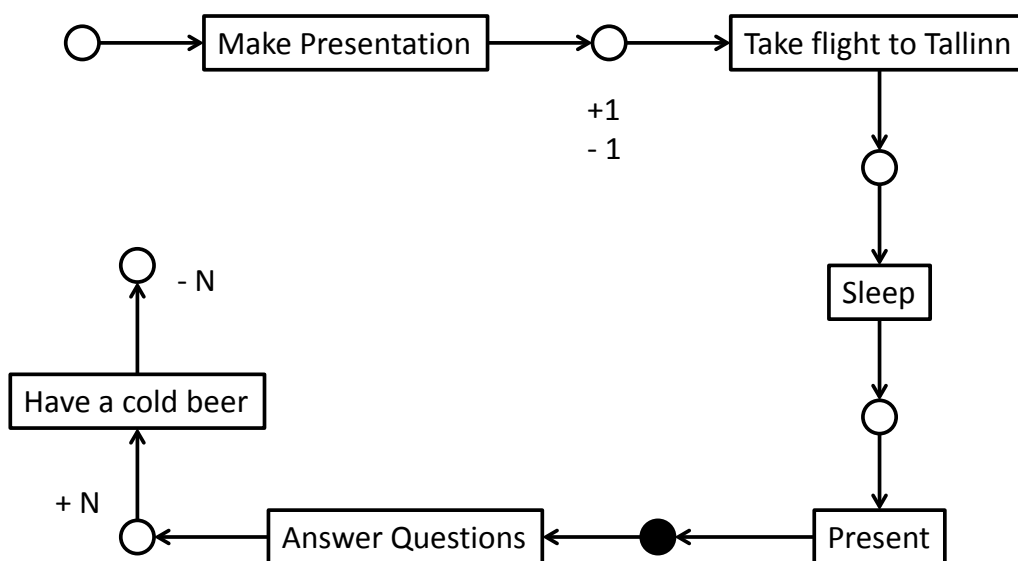 Make Presentation
Take flight to Tallinn
+1
- 1
- N
Sleep
Have a cold beer
+ N
Answer Questions
Present